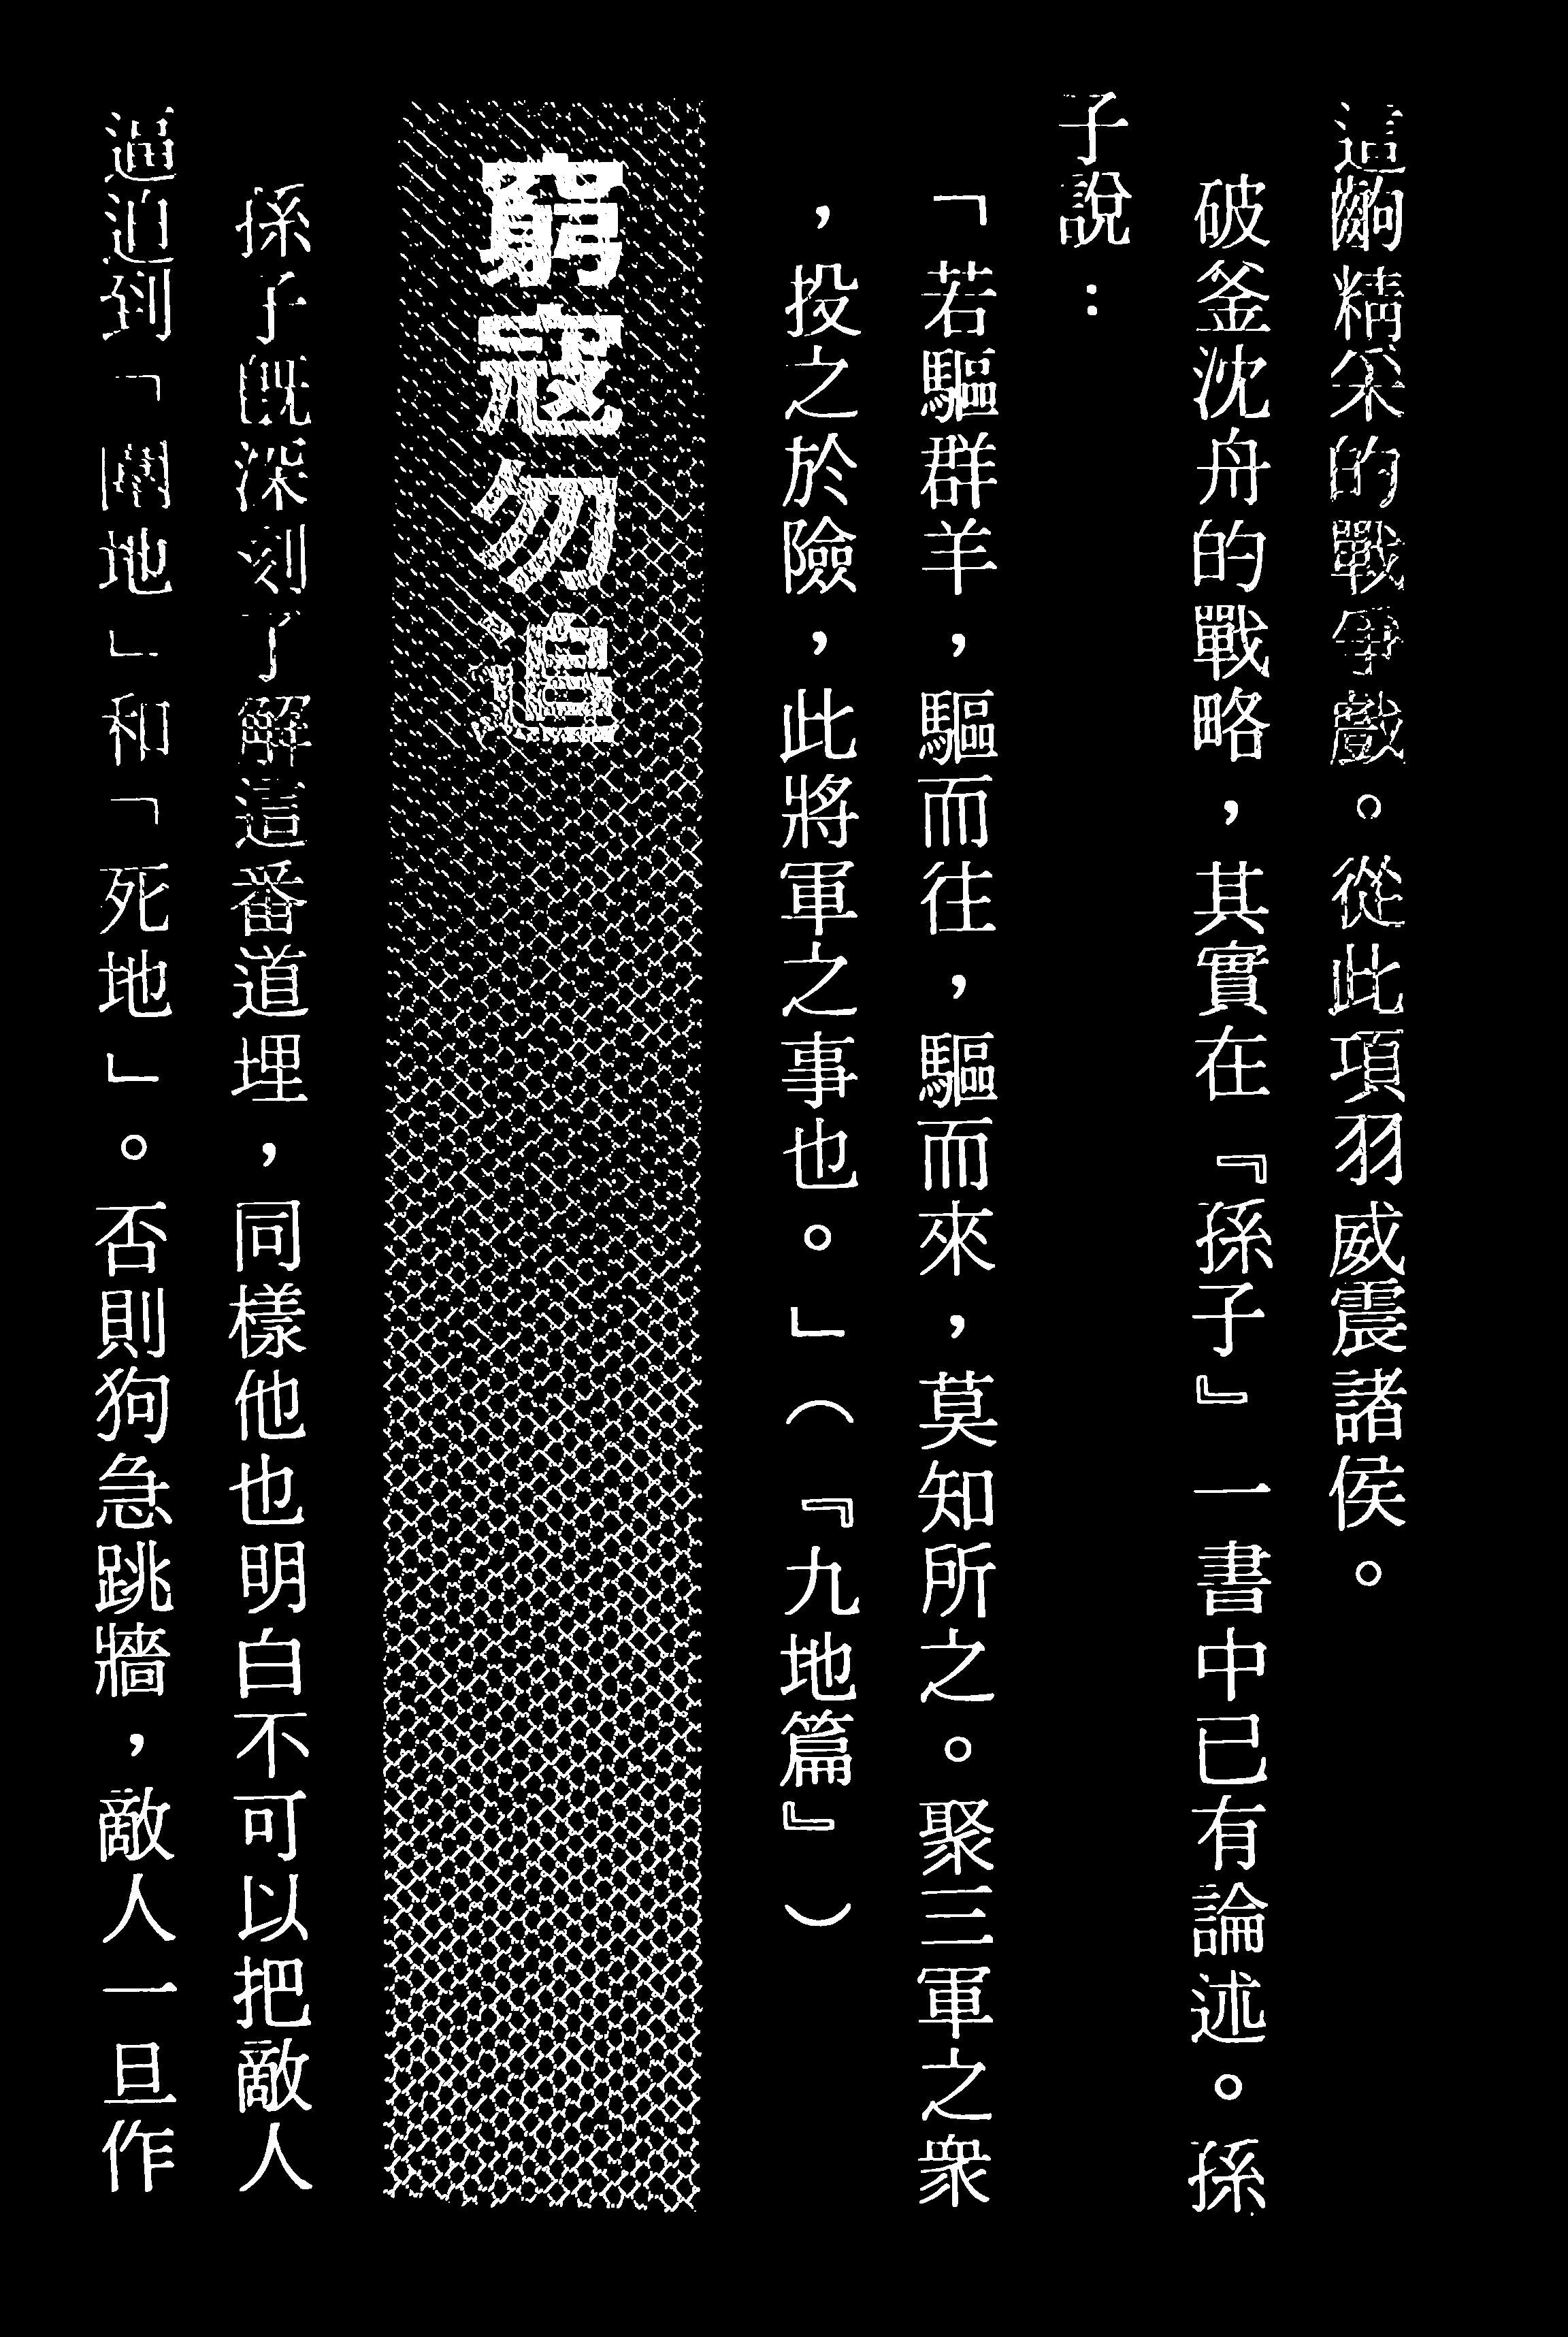 這齣精采的戰爭戲。從此項羽威震諸侯。
破釜沈舟的戰略，其實在『孫子』一書中已有論述。孫
子說：
「若驅群羊，驅而往，驅而來，莫知所之。聚三軍之衆
，投之於險，此將軍之事也。」（『九地篇』）
窮寇勿追
孫子既深刻了解這番道埋，同樣他也明白不可以把敵人
逼迫到「圍地」和「死地」。否則狗急跳牆，敵人一旦作